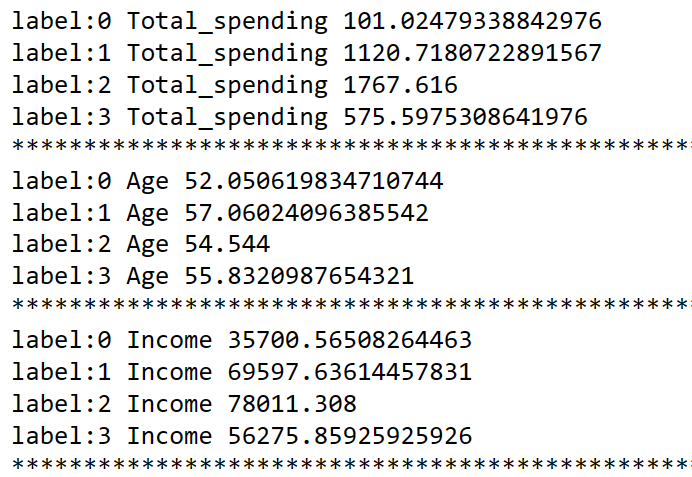 label:0 Total_spending 101.02479338842976
label:1 Total_spending 1120.7180722891567
label:2 Total_spending 1767.616
label:3 Total_spending 575.5975308641976
***********************************************
label:0 Age 52.050619834710744
label:1 Age 57.06024096385542
label:2 Age 54.544
label:3 Age 55.8320987654321
***********************************************
label:0 Income 35700.56508264463
label:1 Income 69597.63614457831
label:2 Income 78011.308
label:3 Income 56275.85925925926
***********************************************